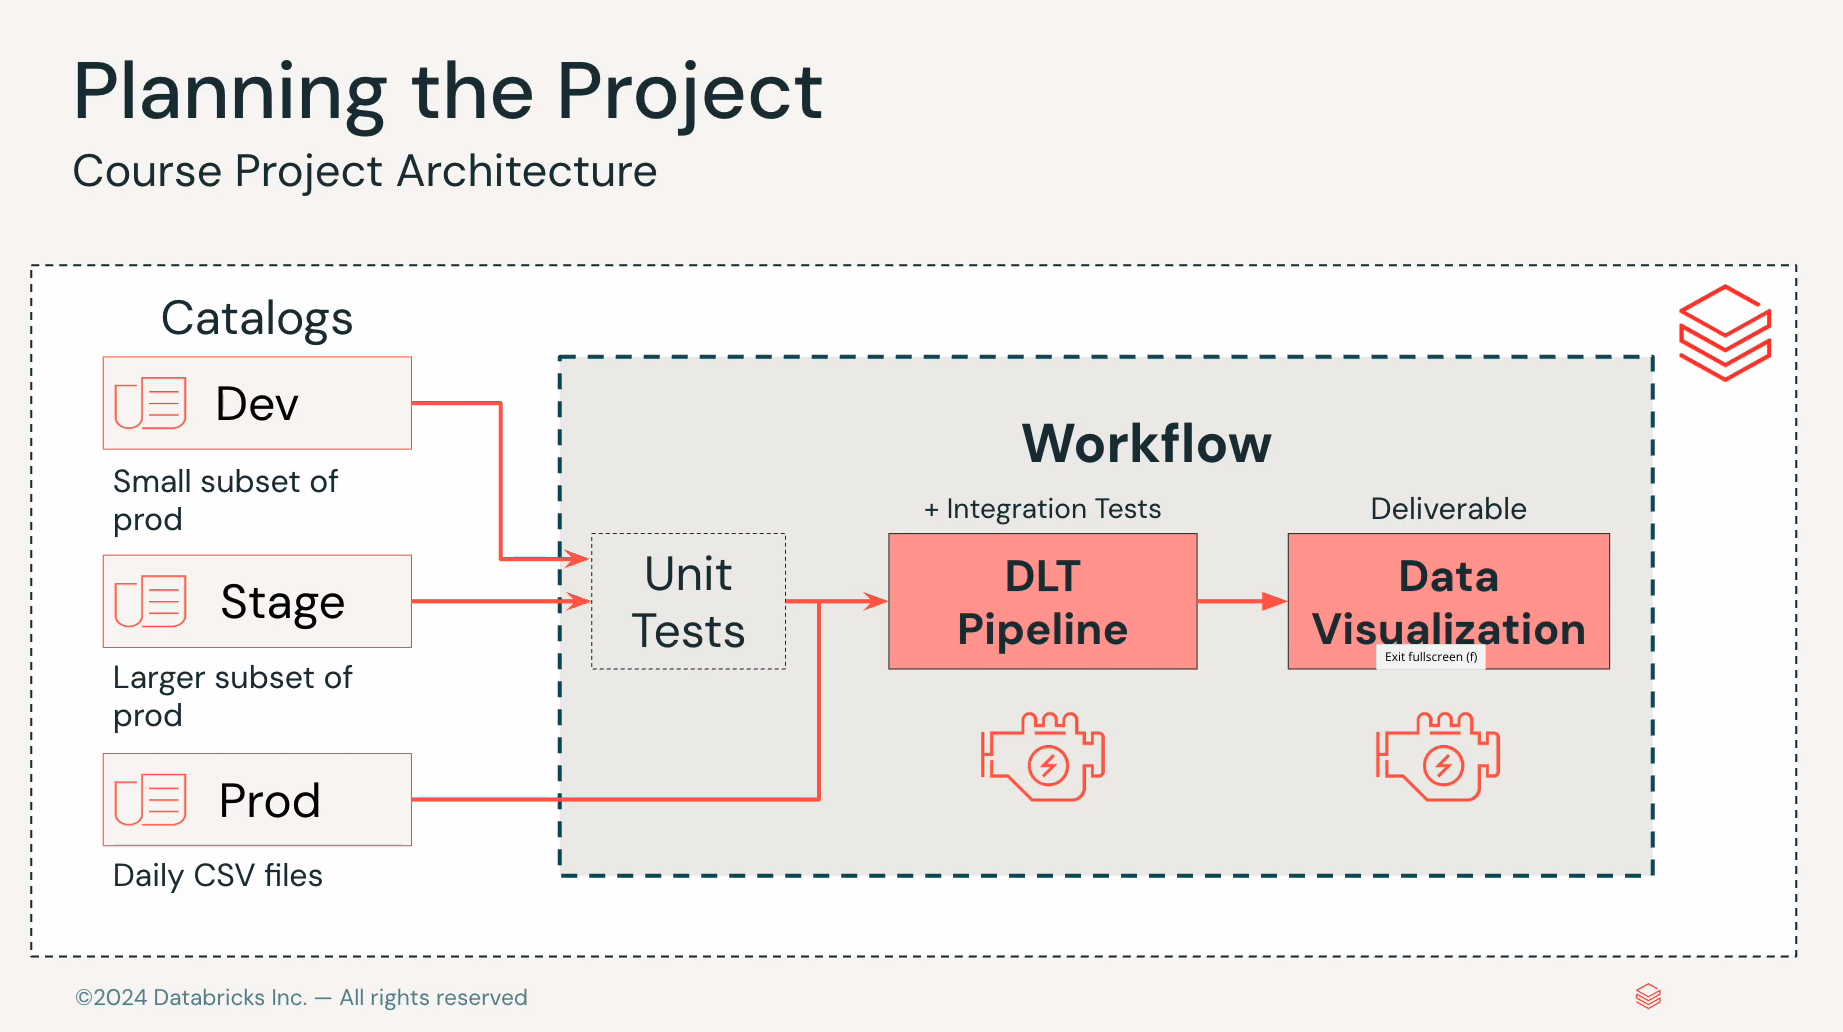 Planning the Project
Course Project Architecture
Catalogs
Dev
Small subset of
prod
Stage
Larger subset of
prod
Prod
Daily CSV files
Workflow
Unit
Tests
+ Integration Tests
DLT
Pipeline
Deliverable
Data
Visualization
Exit fullscreen (f)
©2024 Databricks Inc. — All rights reserved